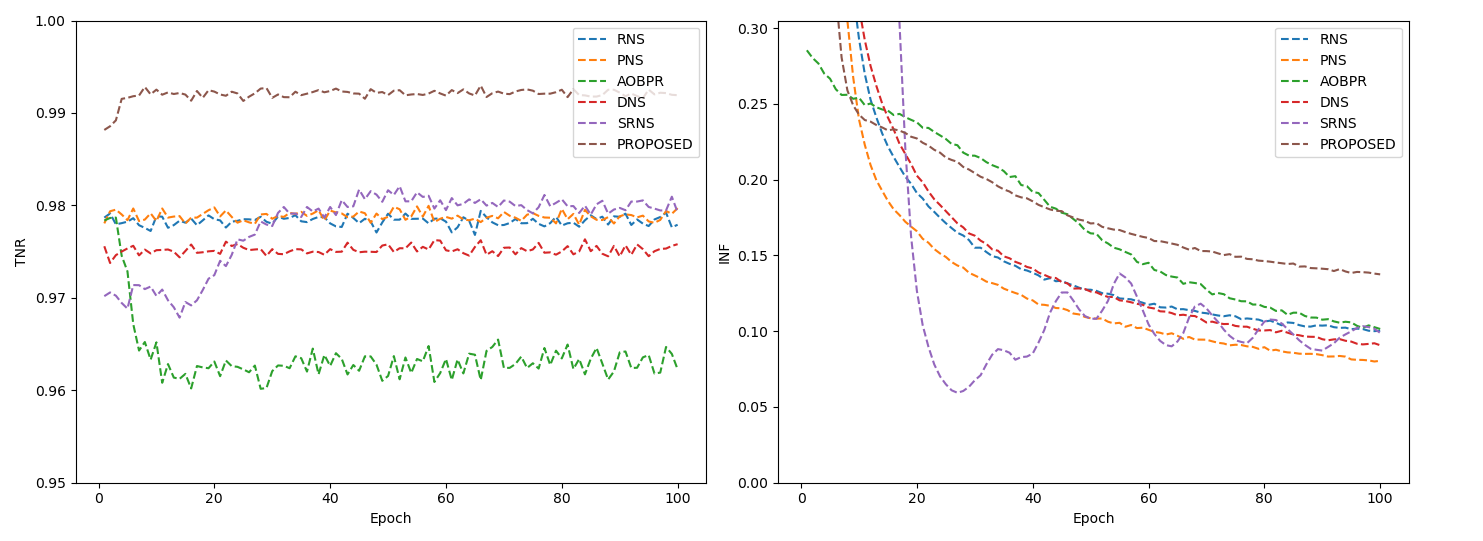 1.00
0.99
0.98
0.97
0.96
0.95
TNR
0
20
40
60
80
100
Epoch
RNS
PNS
AOBPR
DNS
SRNS
PROPOSED
0.30
0.25
0.20
0.15
0.10
0.05
0.00
INF
0
20
40
60
80
100
Epoch
RNS
PNS
AOBPR
DNS
SRNS
PROPOSED